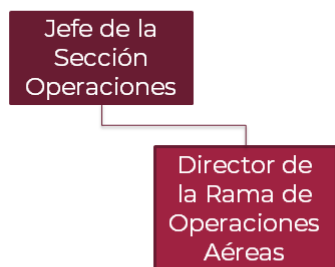 Jefe de la
Sección
Operaciones
Director de
la Rama de
Operaciones
Aéreas